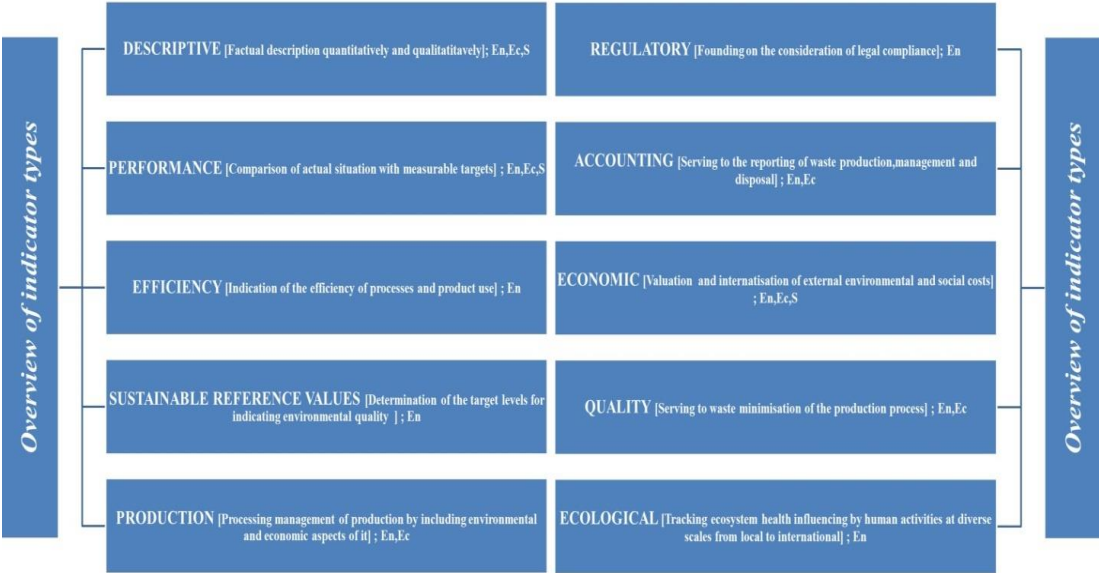 Overview of indicator types
DESCRIPTIVE [Factual description quantitatively and qualitatitavely]; En,Ec,S
PERFORMANCE [Comparison of actual situation with measurable targets] ; En,Ec,S
EFFICIENCY [Indication of the efficiency of processes and product use] ; En
SUSTAINABLE REFERENCE VALUES [Determination of the target levels for
indicating environmental quality ] ; En
PRODUCTION [Processing management of production by including environmental
and economic aspects of it] ; En,Ec
REGULATORY [Founding on the consideration of legal compliance]; En
ACCOUNTING [Serving to the reporting of waste production,management and
disposal] ; En,Ec
ECONOMIC [Valuation and internatisation of external environmental and social costs]
; En,Ec,S
QUALITY [Serving to waste minimisation of the production process] ; En,Ec
ECOLOGICAL [Tracking ecosystem health influencing by human activities at diverse
scales from local to international] ; En
Overview of indicator types